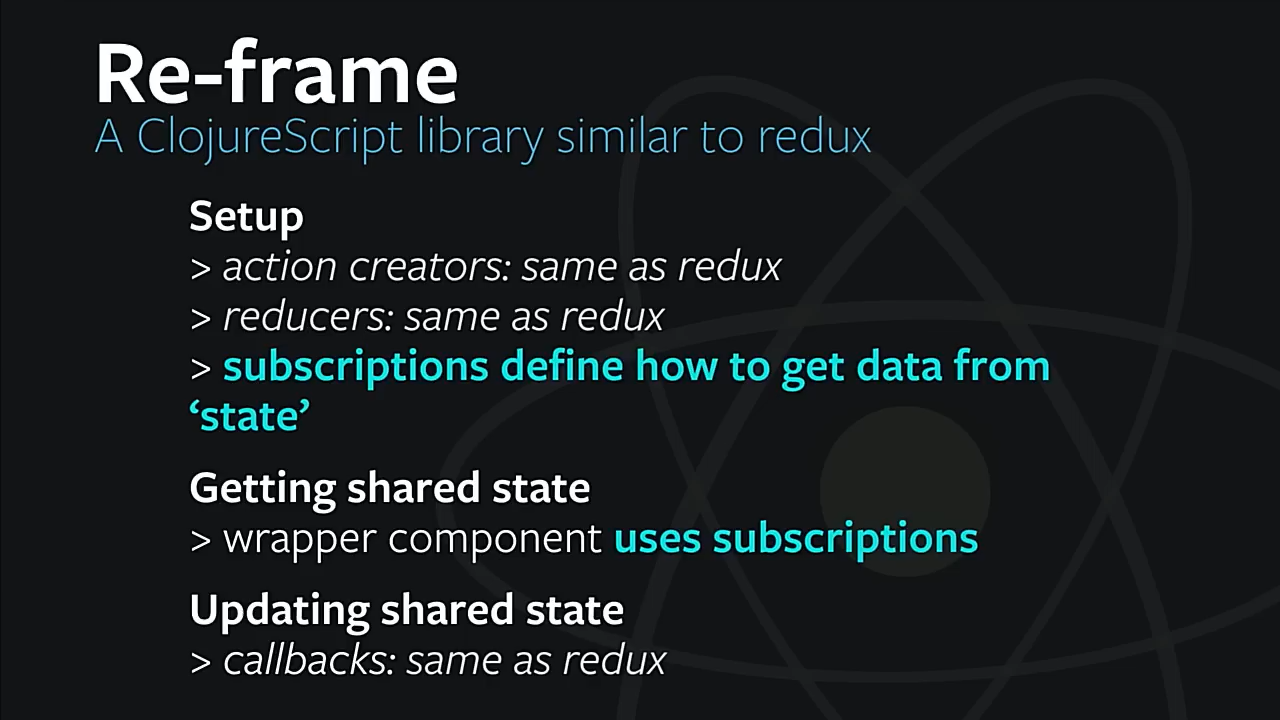 Re-frame
A ClojureScript library similar to redux
Setup
> action creators: same as redux
> reducers: same as redux
> subscriptions define how to get data from
‘state’
Getting shared state
> wrapper component uses subscriptions
Updating shared state
> callbacks: same as redux